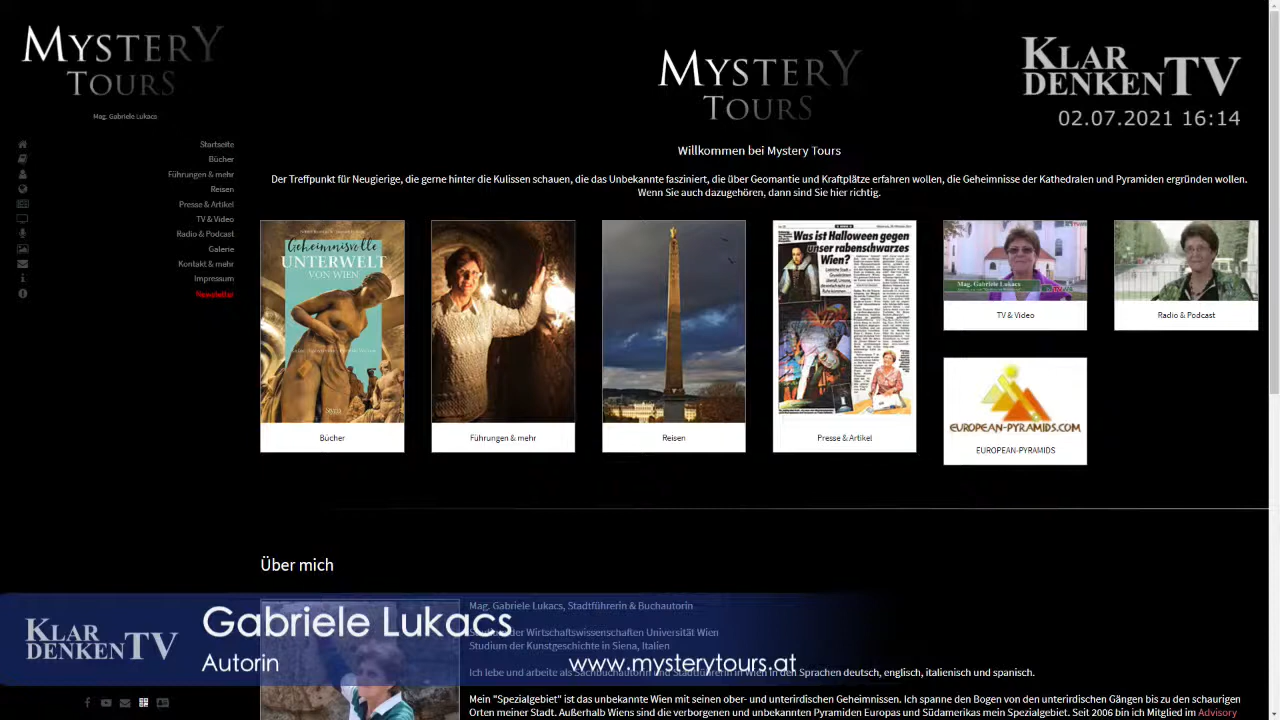 MYSTERY
TOURS
Mag. Gabriele Lukacs
Startseite
Bücher
Führungen & mehr
Reisen
Presse & Artikel
TV & Video
Radio & Podcast
Galerie
Kontakt & mehr
Impressum
Newsletter
MYSTERY
TOURS
KLAR
DENKEN TV
02.07.2021 16:14
Willkommen bei Mystery Tours
Der Treffpunkt für Neugierige, die gerne hinter die Kulissen schauen, die das Unbekannte fasziniert, die über Geomantie und Kraftplätze erfahren wollen, die Geheimnisse der Kathedralen und Pyramiden ergründen wollen.
Wenn Sie auch dazugehören, dann sind Sie hier richtig.
Geheimnisvolle
UNTERWELT
VON WIEN
Bücher
Führungen & mehr
Reisen
Was ist Halloween gegen
unser rabenschwarzes
Wien?
Presse & Artikel
Mag. Gabriele Lukacs
TV & Video
Radio & Podcast
EUROPEAN-PYRAMIDS.COM
EUROPEAN-PYRAMIDS
Über mich
Mag. Gabriele Lukacs, Stadtführerin & Buchautorin
der Wirtschaftswissenschaften Universität Wien
Studium der Kunstgeschichte in Siena, Italien
Ich lebe und arbeite als Sachbuchautorin und Stadtführerin in Wien in den Sprachen deutsch, englisch, italienisch und spanisch.
Mein "Spezialgebiet" ist das unbekannte Wien mit seinen ober- und unterirdischen Geheimnissen. Ich spanne den Bogen von den unterirdischen Gängen bis zu den schaurigen
Orten meiner Stadt. Außerhalb Wiens sind die verborgenen und unbekannten Pyramiden Europas und Südamerikas mein Spezialgebiet. Seit 2006 bin ich Mitglied im Advisory
KLAR
DENKEN TV
Gabriele Lukacs
Autorin
www.mysterytours.at